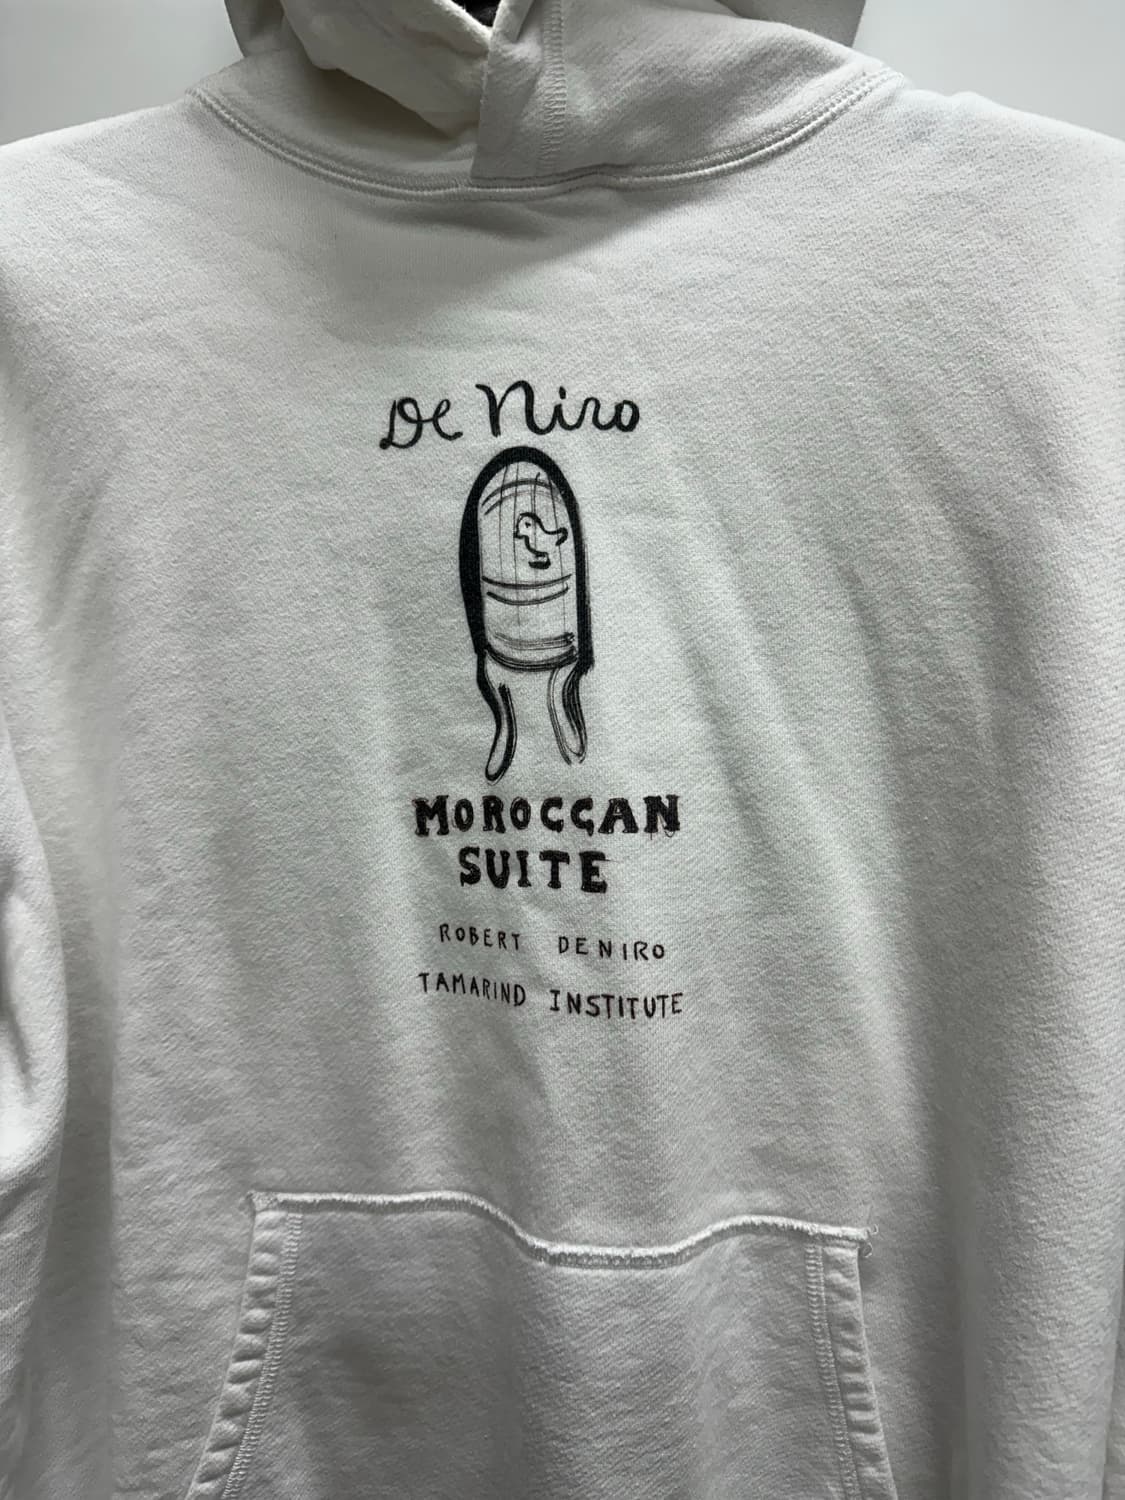 De Niro
MOROCCAN
SUITE
ROBERT DENIRO
TAMARIND INSTITUTE